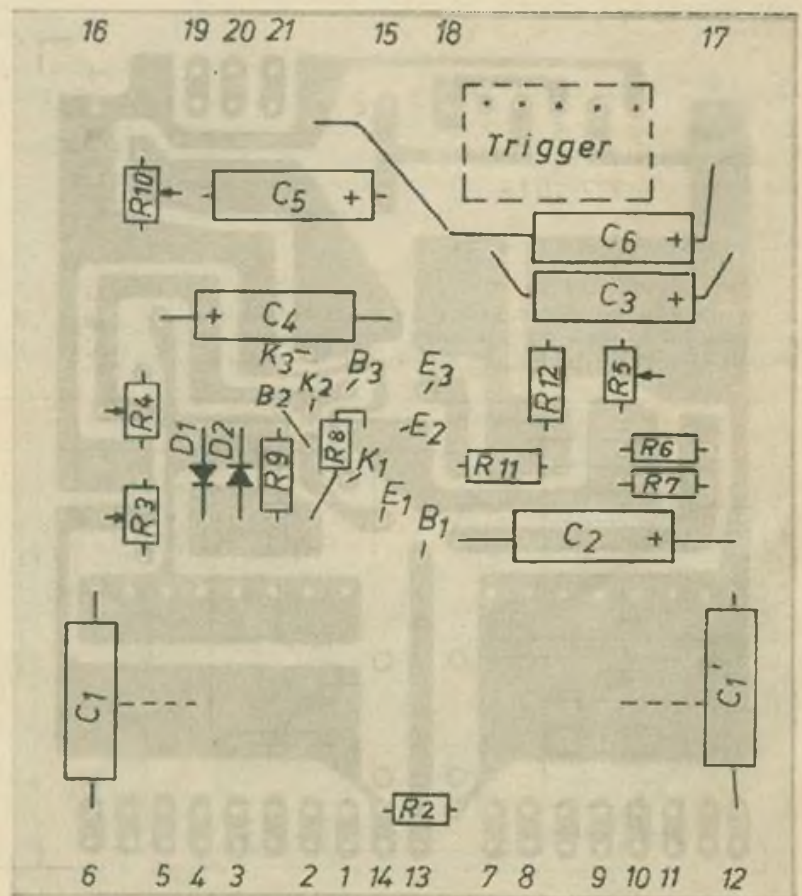 16 19 20 21 15 18 17
Trigger
R10 C5 +
C6 +
C3 +
+ C4
K3 B3 E3 R12 R5
R4 B2 K2
D1 D2 R9 R8 E2 R6
K1 R11 R7
R3 E1 B1
C2 +
C1 C1'
R2
6 5 4 3 2 1 14 13 7 8 9 10 11 12